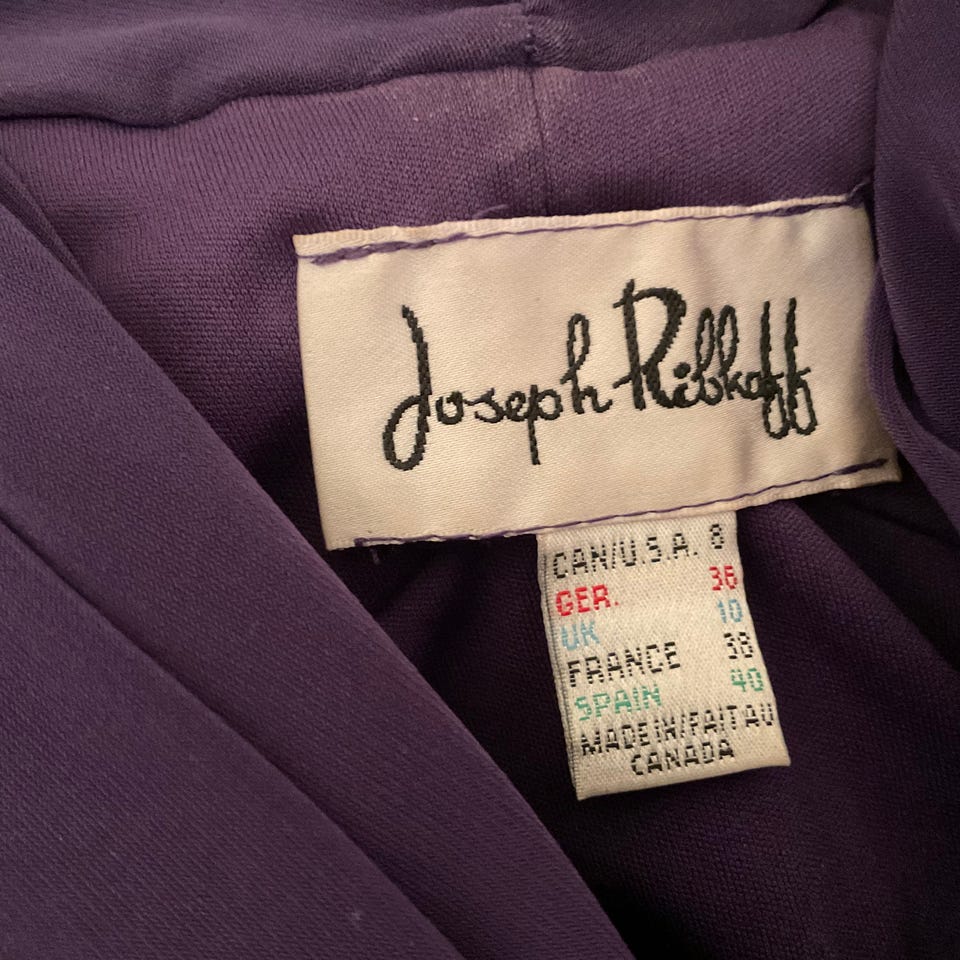 Joseph Ribkoff
CAN/U.S.A. 8
GER. 36
UK 10
FRANCE 38
SPAIN 40
MADE IN/FAIT AU
CANADA